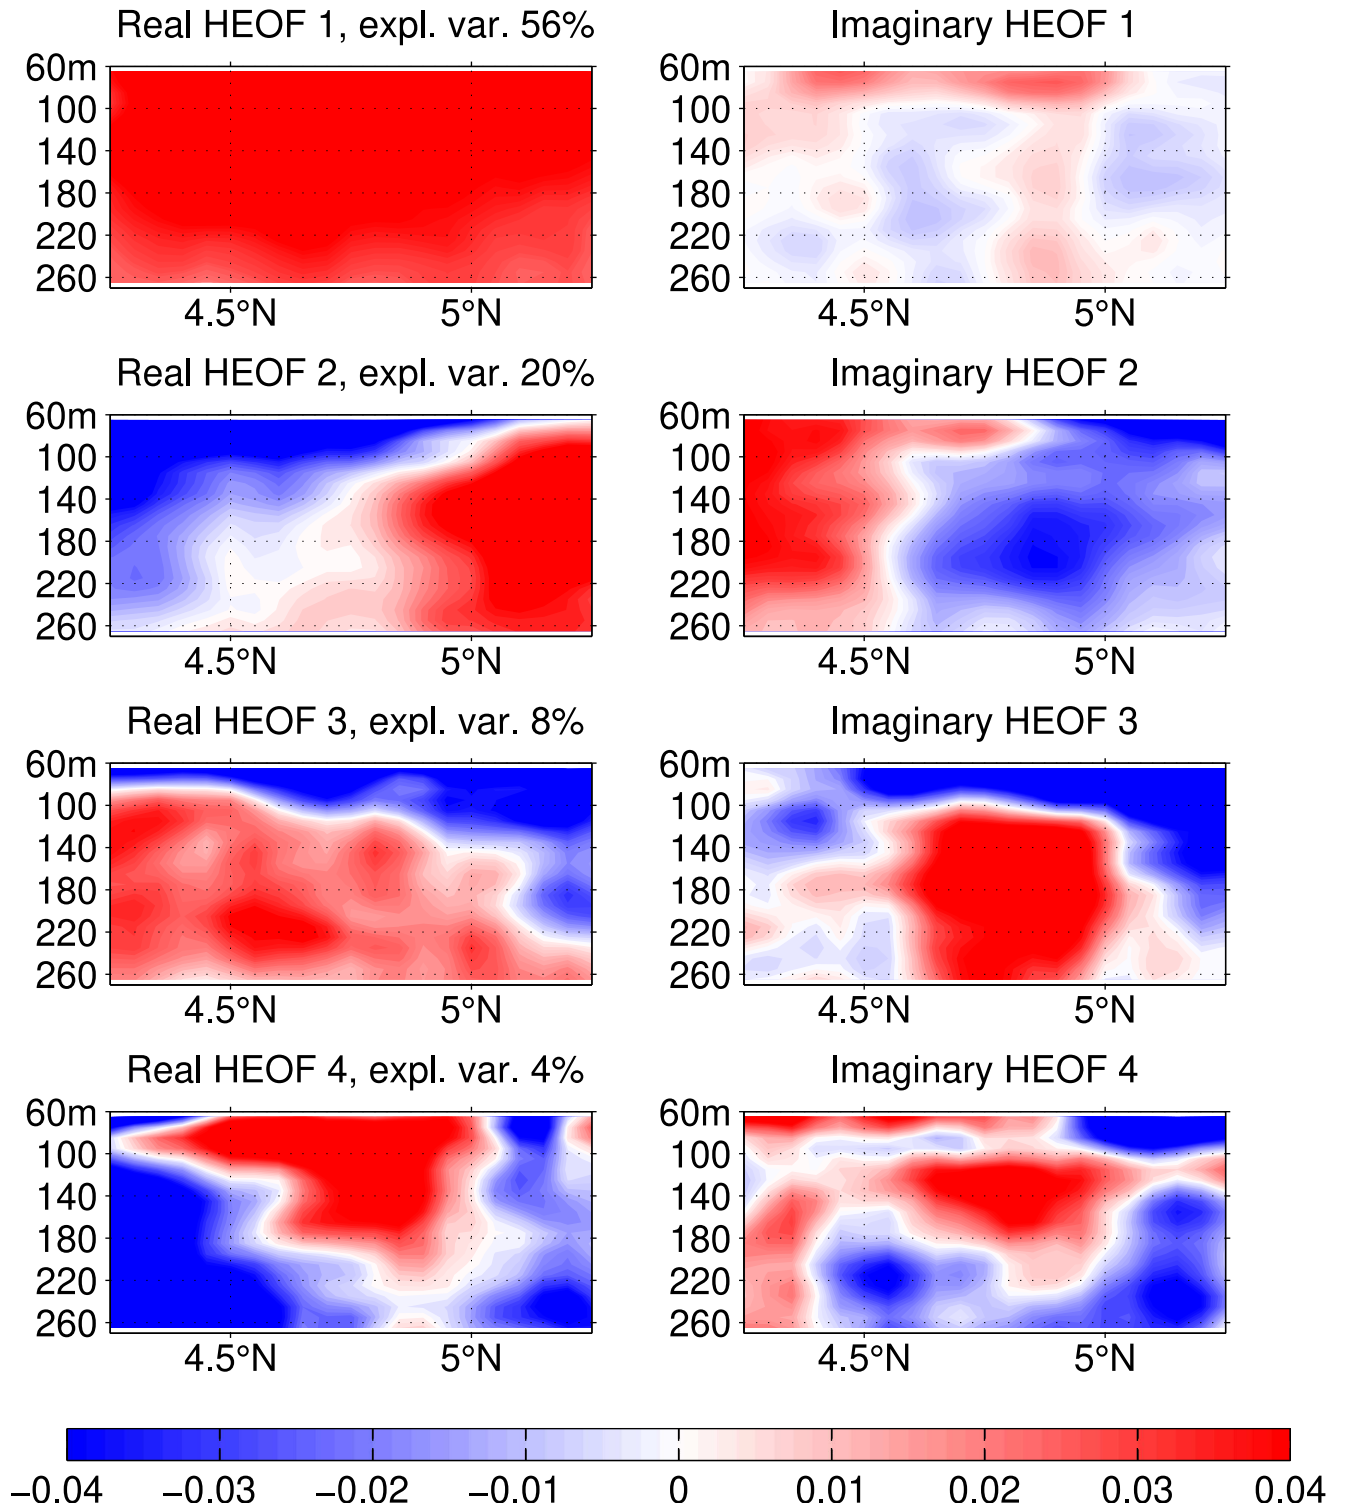 Real HEOF 1, expl. var. 56%
Imaginary HEOF 1
60m
100
140
180
220
260
4.5°N
5°N
60m
100
140
180
220
260
4.5°N
5°N
Real HEOF 2, expl. var. 20%
Imaginary HEOF 2
60m
100
140
180
220
260
4.5°N
5°N
60m
100
140
180
220
260
4.5°N
5°N
Real HEOF 3, expl. var. 8%
Imaginary HEOF 3
60m
100
140
180
220
260
4.5°N
5°N
60m
100
140
180
220
260
4.5°N
5°N
Real HEOF 4, expl. var. 4%
Imaginary HEOF 4
60m
100
140
180
220
260
4.5°N
5°N
60m
100
140
180
220
260
4.5°N
5°N
−0.04 −0.03 −0.02 −0.01 0 0.01 0.02 0.03 0.04